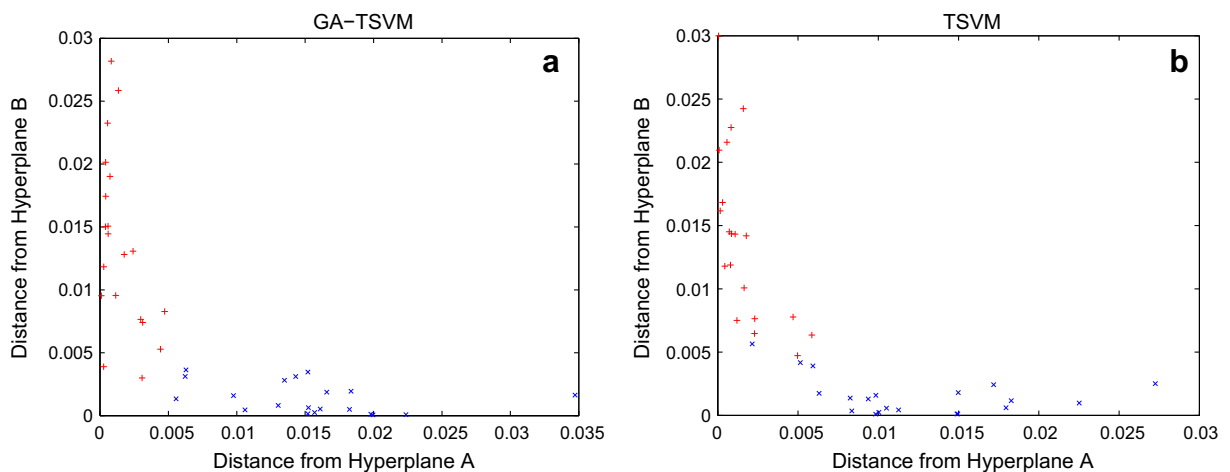 GA−TSVM
a
0.03
0.025
0.02
0.015
0.01
0.005
0
Distance from Hyperplane B
0 0.005 0.01 0.015 0.02 0.025 0.03 0.035
Distance from Hyperplane A
TSVM
b
0.03
0.025
0.02
0.015
0.01
0.005
0
Distance from Hyperplane B
0 0.005 0.01 0.015 0.02 0.025 0.03
Distance from Hyperplane A